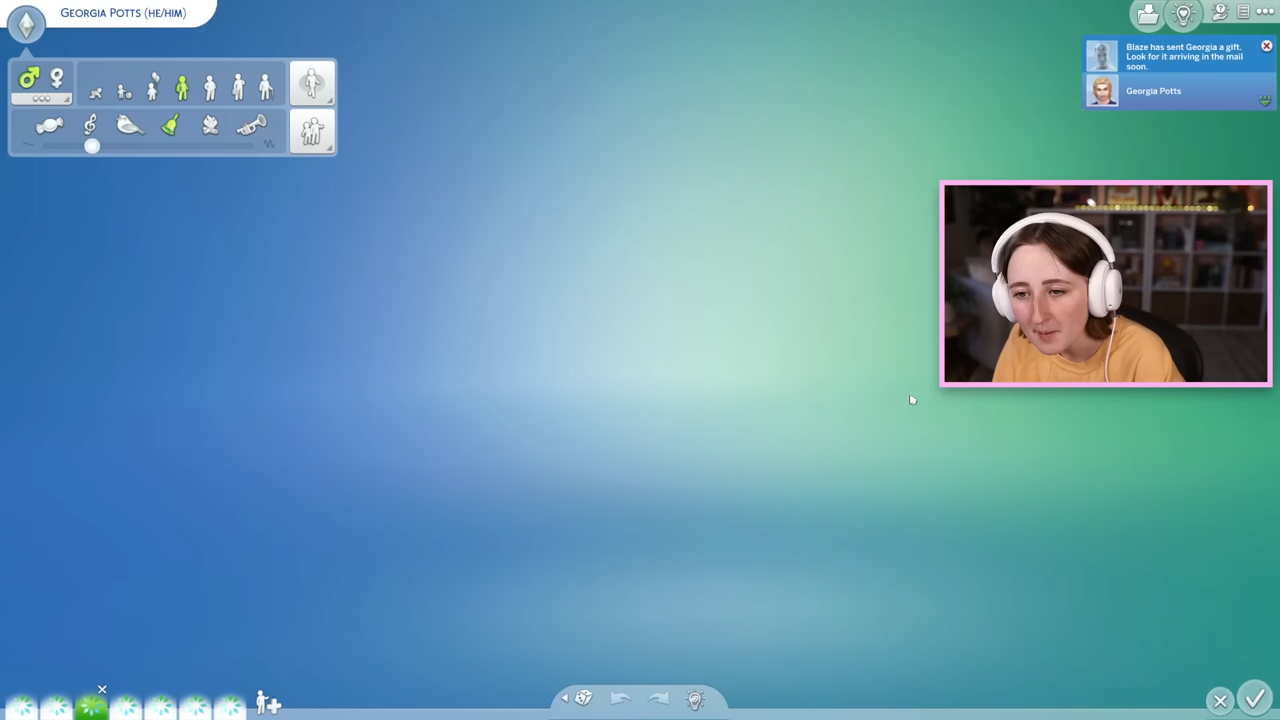 GEORGIA POTTS (HE/HIM)
Blaze has sent Georgia a gift.
Look for it arriving in the mail
soon.
Georgia Potts